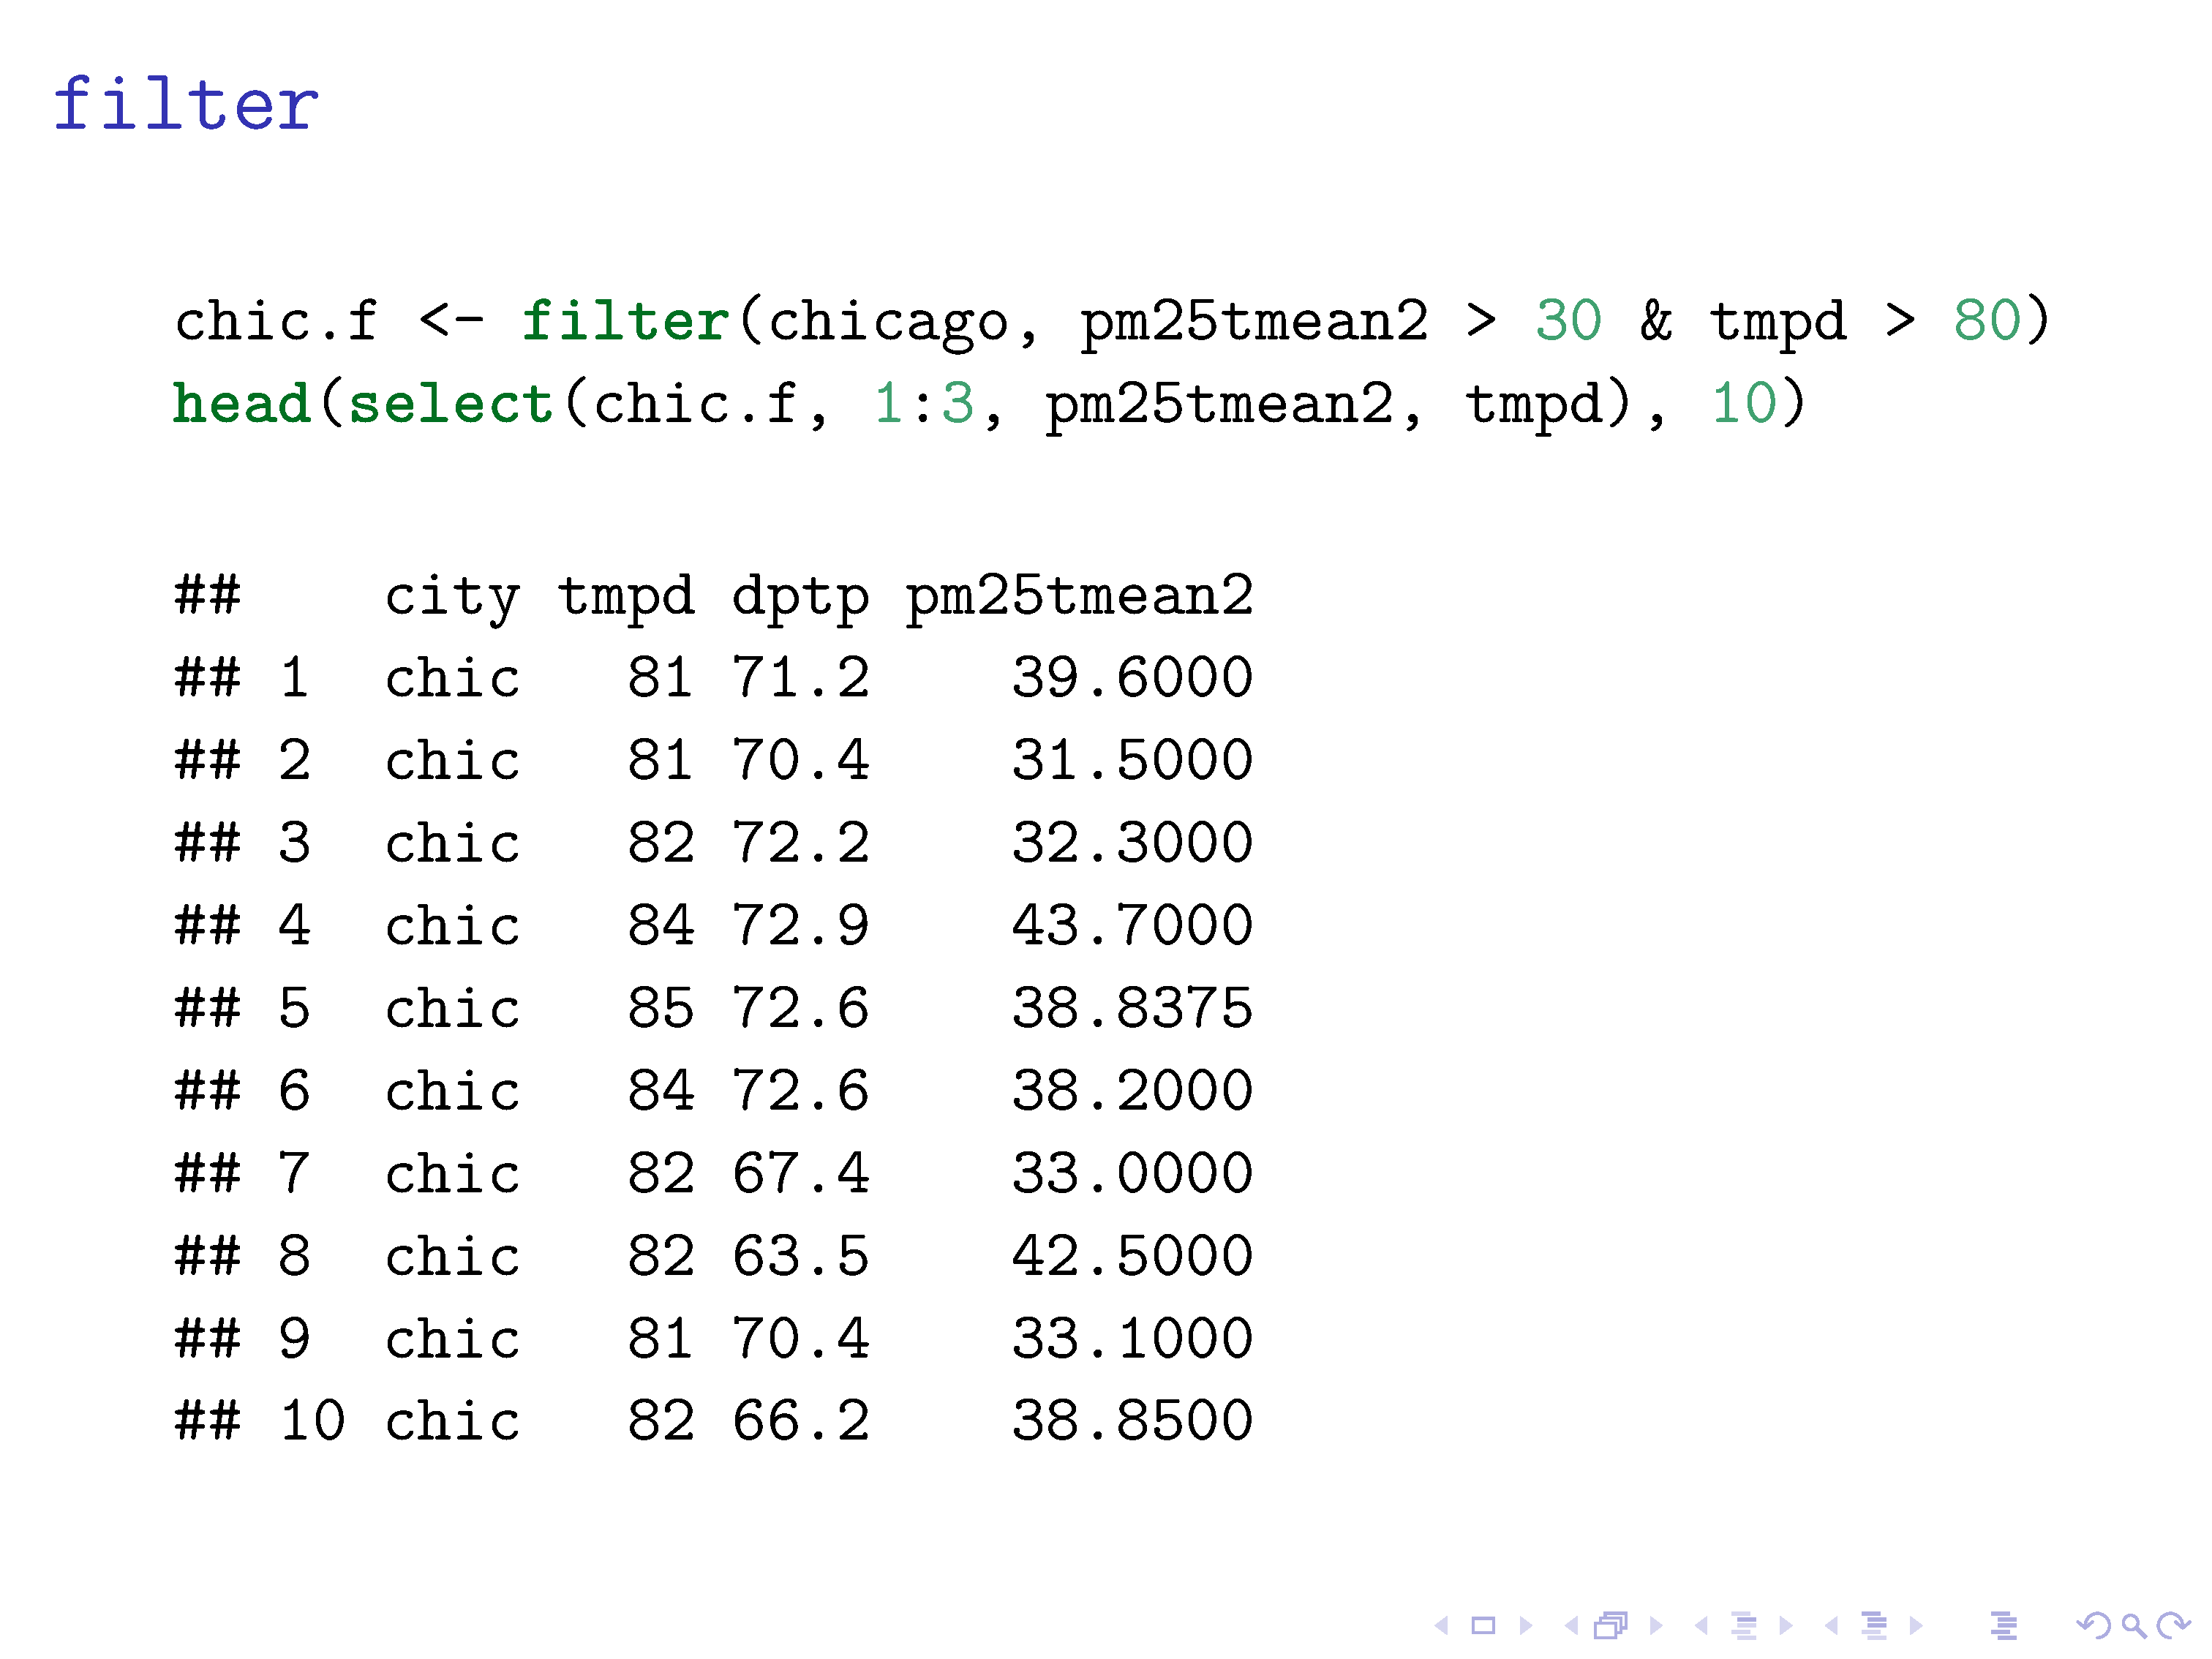 filter
chic.f <- filter(chicago, pm25tmean2 > 30 & tmpd > 80)
head(select(chic.f, 1:3, pm25tmean2, tmpd), 10)
##    city tmpd dptp pm25tmean2
## 1  chic   81 71.2    39.6000
## 2  chic   81 70.4    31.5000
## 3  chic   82 72.2    32.3000
## 4  chic   84 72.9    43.7000
## 5  chic   85 72.6    38.8375
## 6  chic   84 72.6    38.2000
## 7  chic   82 67.4    33.0000
## 8  chic   82 63.5    42.5000
## 9  chic   81 70.4    33.1000
## 10 chic   82 66.2    38.8500